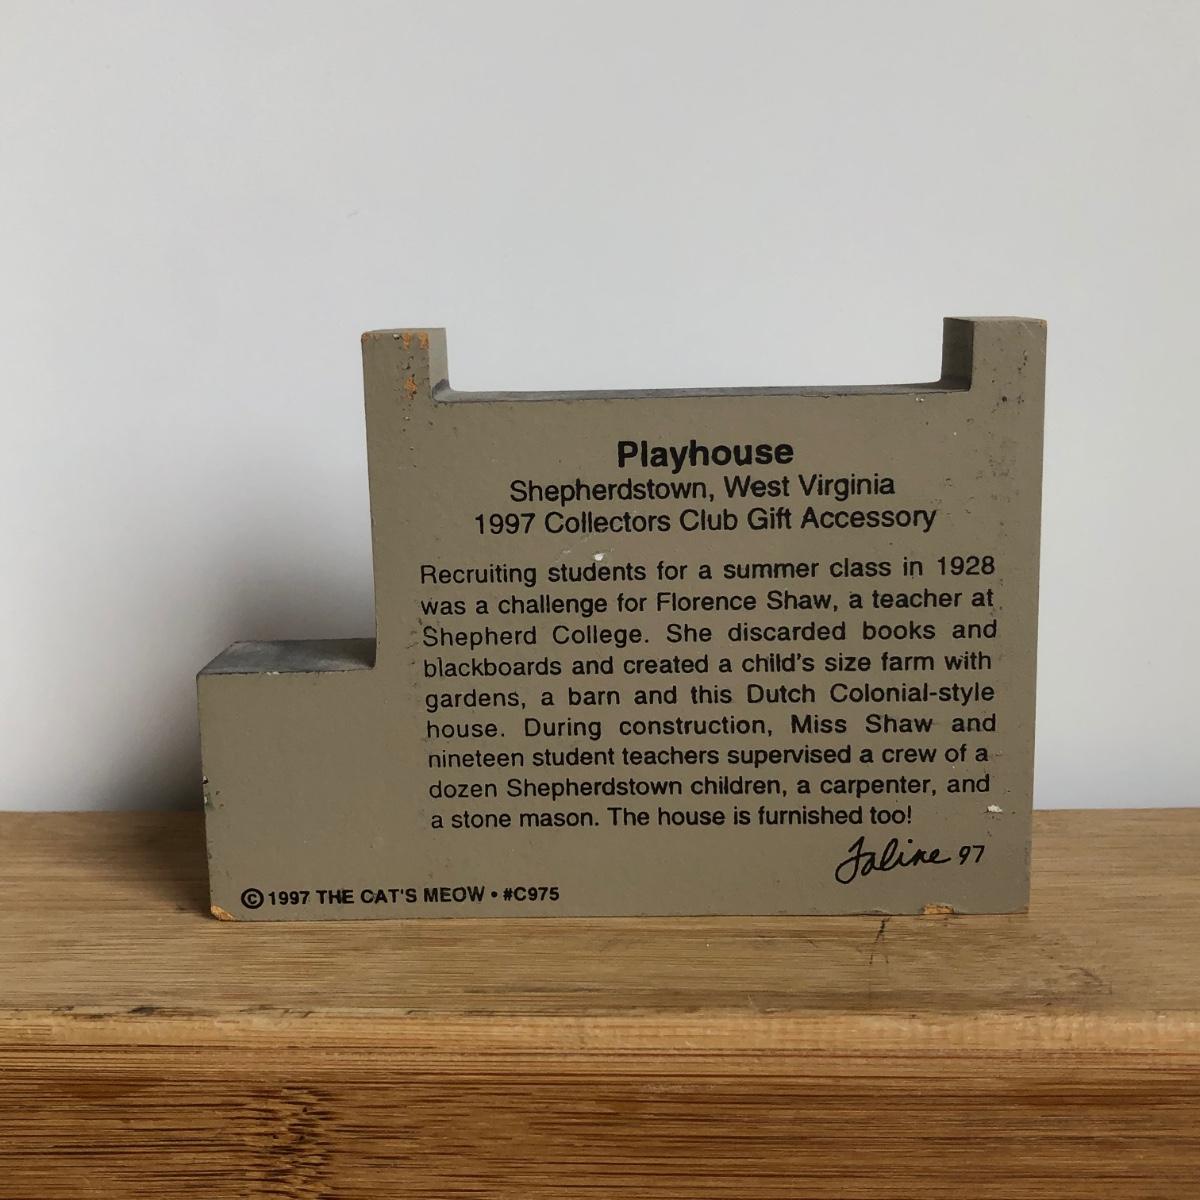 Playhouse
Shepherdstown, West Virginia
1997 Collectors Club Gift Accessory
Recruiting students for a summer class in 1928
was a challenge for Florence Shaw, a teacher at
Shepherd College. She discarded books and
blackboards and created a child's size farm with
gardens, a barn and this Dutch Colonial-style
house. During construction, Miss Shaw and
nineteen student teachers supervised a crew of a
dozen Shepherdstown children, a carpenter, and
a stone mason. The house is furnished too!
Faline 97
© 1997 THE CAT'S MEOW • #C975